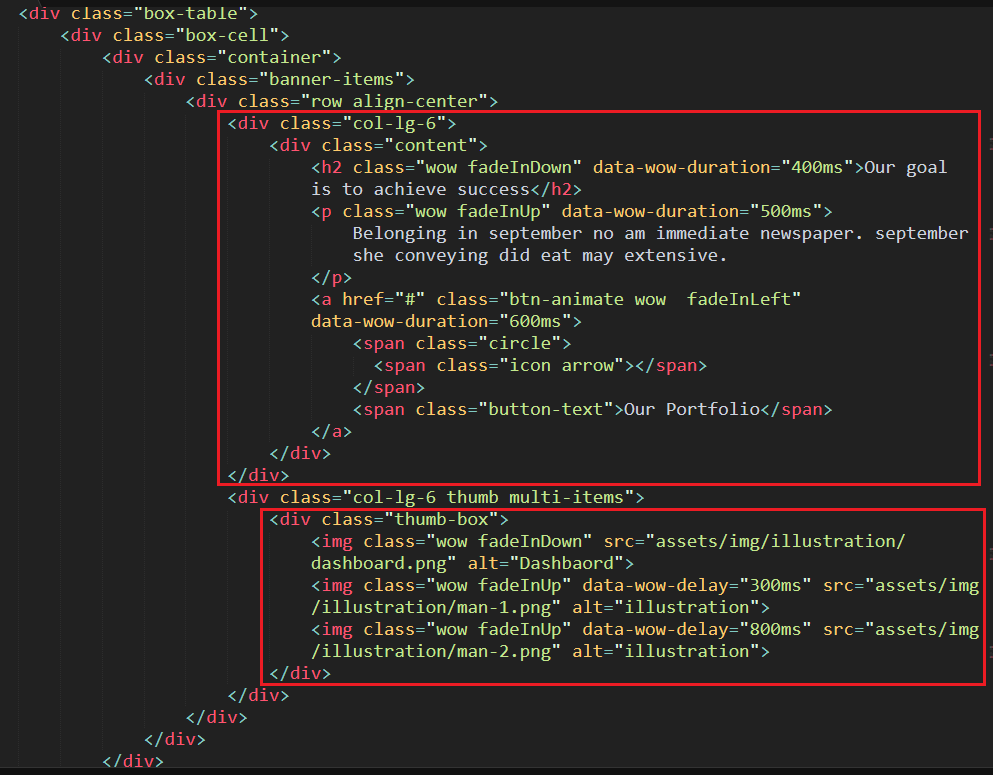 <div class="box-table">
<div class="box-cell">
<div class="container">
<div class="banner-items">
<div class="row align-center">
<div class="col-lg-6">
<div class="content">
<h2 class="wow fadeInDown" data-wow-duration="400ms">Our goal
is to achieve success</h2>
<p class="wow fadeInUp" data-wow-duration="500ms">
Belonging in september no am immediate newspaper. september
she conveying did eat may extensive.
</p>
<a href="#" class="btn-animate wow  fadeInLeft"
data-wow-duration="600ms">
<span class="circle">
<span class="icon arrow"></span>
</span>
<span class="button-text">Our Portfolio</span>
</a>
</div>
</div>
<div class="col-lg-6 thumb multi-items">
<div class="thumb-box">
<img class="wow fadeInDown" src="assets/img/illustration/
dashboard.png" alt="Dashbaord">
<img class="wow fadeInUp" data-wow-delay="300ms" src="assets/img
/illustration/man-1.png" alt="illustration">
<img class="wow fadeInUp" data-wow-delay="800ms" src="assets/img
/illustration/man-2.png" alt="illustration">
</div>
</div>
</div>
</div>
</div>